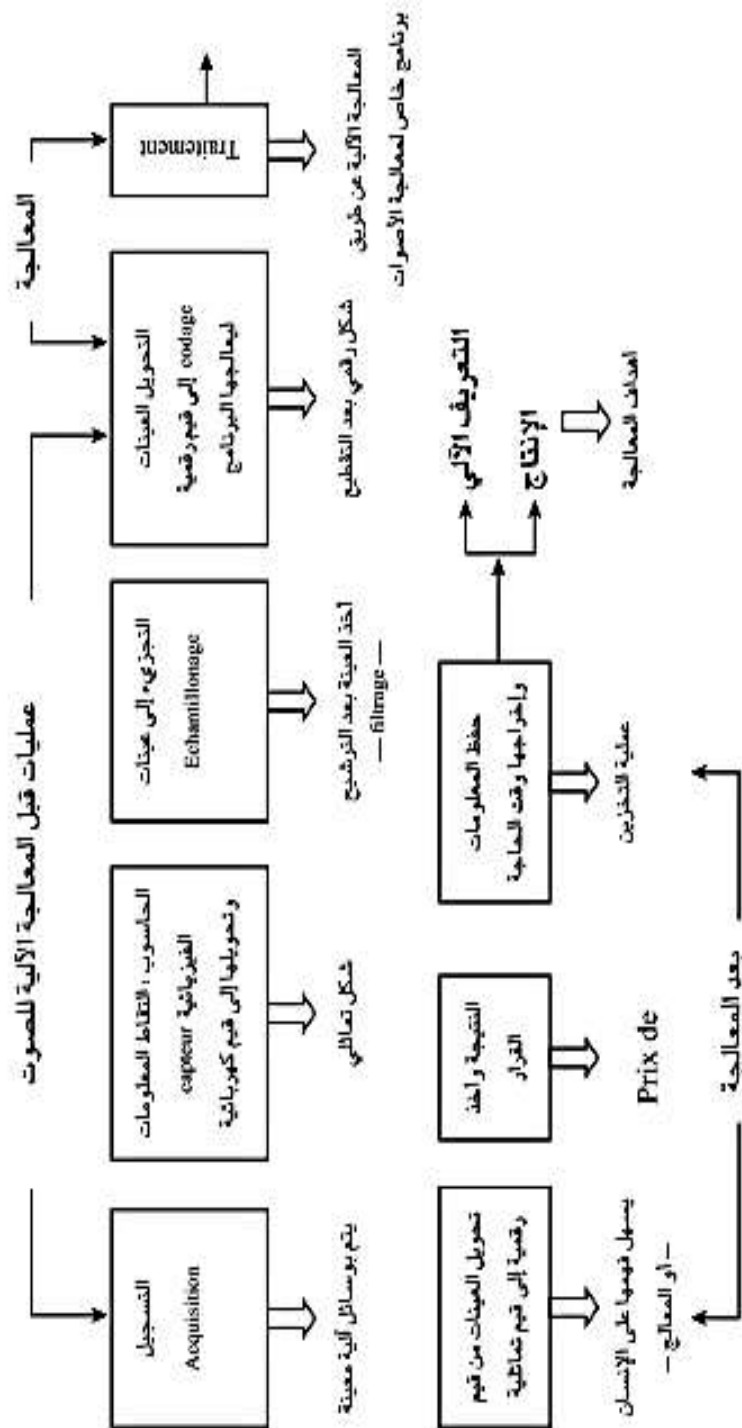 عمليات قبل المعالجة الآلية للصوت
المعالجة
التسجيل
Acquisition
يتم بوسائل آلية معينة
الحاسوب : التقاط المعلومات
الفيزيائية capteur
وتحويلها إلى قيم كهربائية
شكل تماثلي
التجزيء إلى عينات
Echantillonage
أخذ العينة بعد الترشيح
— filtrage —
التحويل العينات
codage إلى قيم رقمية
ليعالجها البرنامج
شكل رقمي بعد التقطيع
Traitement
المعالجة الآلية عن طريق
برنامج خاص لمعالجة الأصوات
تحويل العينات من قيم
رقمية إلى قيم تماثلية
يسهل فهمها على الإنسان
— أو المعالج —
النتيجة وأخذ
القرار
Prix de
حفظ المعلومات
وإخراجها وقت الحاجة
عملية التخزين
التعريف الآلي
الإنتاج
أهداف المعالجة
بعد المعالجة